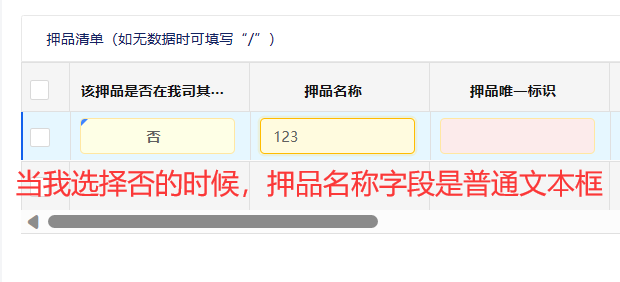 押品清单（如无数据时可填写“/”）
该押品是否在我司其... 押品名称 押品唯一标识
否 123
当我选择否的时候，押品名称字段是普通文本框